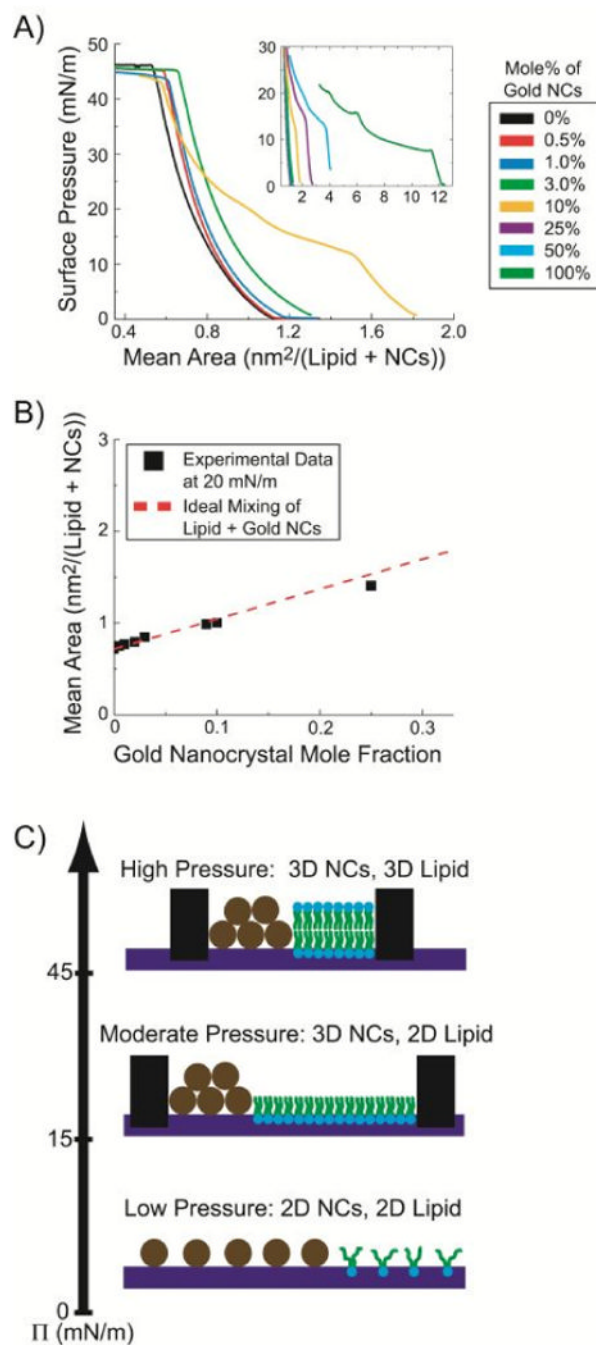 A)
50
40
30
20
10
0
Surface Pressure (mN/m)
0.4 0.8 1.2 1.6 2.0
Mean Area (nm²/(Lipid + NCs))
30
20
10
0
2 4 6 8 10 12
Mole% of
Gold NCs
0%
0.5%
1.0%
3.0%
10%
25%
50%
100%
B)
3
2
1
0
Mean Area (nm²/(Lipid + NCs))
Experimental Data
at 20 mN/m
Ideal Mixing of
Lipid + Gold NCs
0 0.1 0.2 0.3
Gold Nanocrystal Mole Fraction
C)
High Pressure: 3D NCs, 3D Lipid
45
Moderate Pressure: 3D NCs, 2D Lipid
15
Low Pressure: 2D NCs, 2D Lipid
0
Π (mN/m)